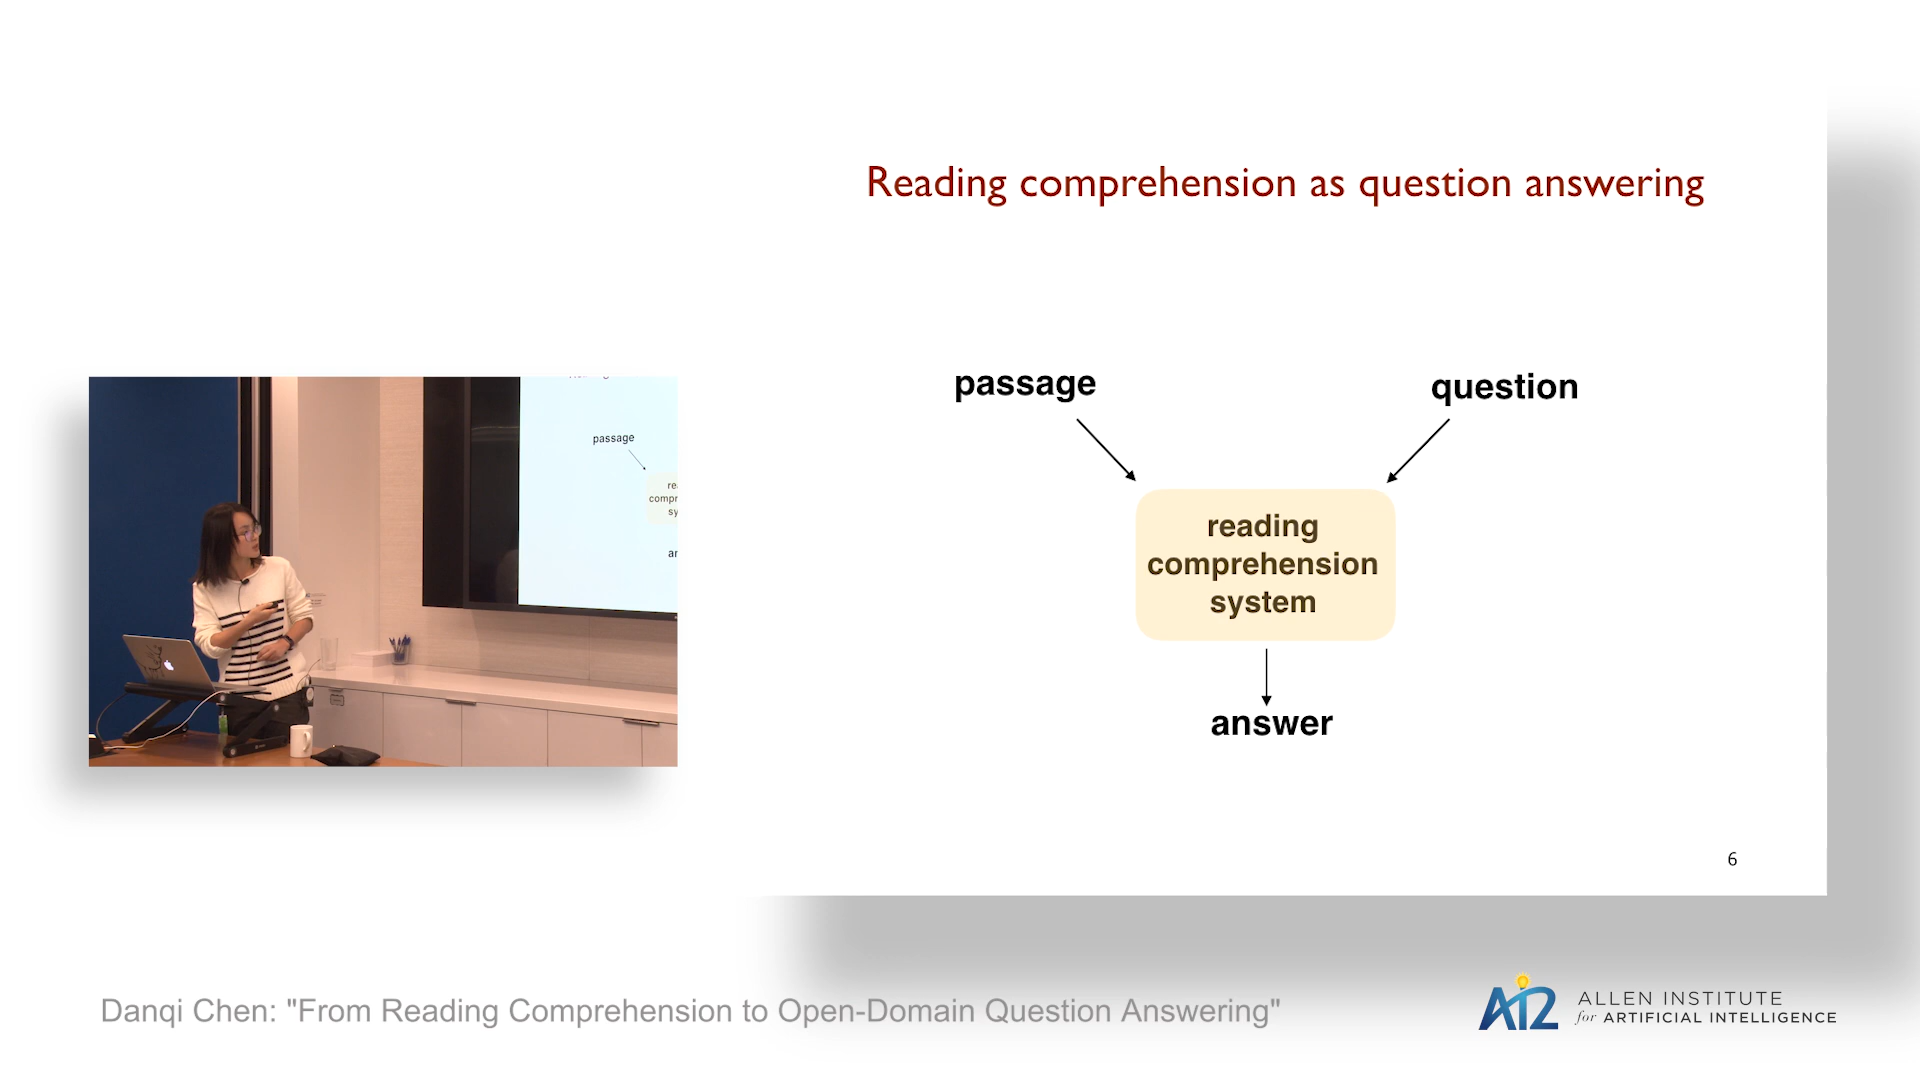 Reading comprehension as question answering
passage
question
reading
comprehension
system
answer
6
passage
Danqi Chen: "From Reading Comprehension to Open-Domain Question Answering"
AI2
ALLEN INSTITUTE
for ARTIFICIAL INTELLIGENCE